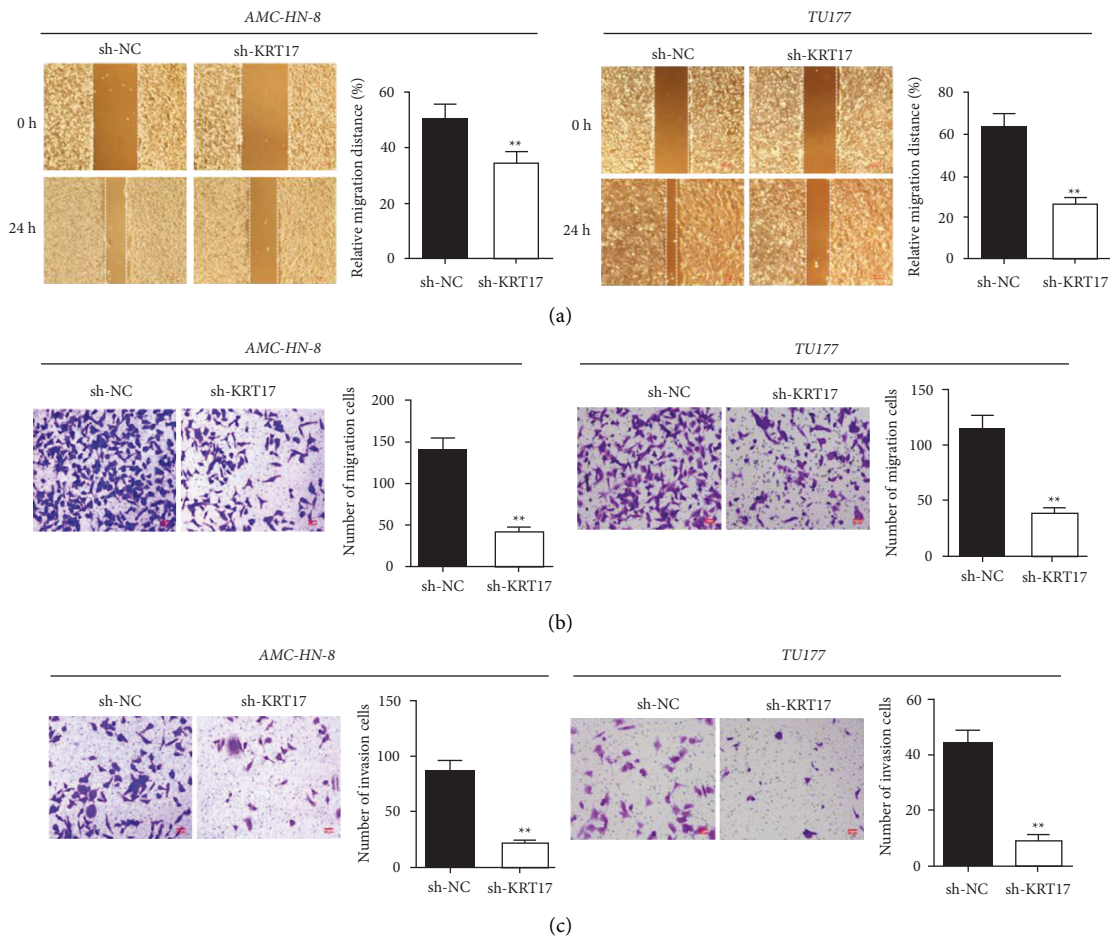 AMC-HN-8
TU177
sh-NC
sh-KRT17
sh-NC
sh-KRT17
0 h
24 h
Relative migration distance (%)
60
40
20
0
**
sh-NC
sh-KRT17
0 h
24 h
Relative migration distance (%)
80
60
40
20
0
**
sh-NC
sh-KRT17
(a)
AMC-HN-8
TU177
sh-NC
sh-KRT17
Number of migration cells
200
150
100
50
0
**
sh-NC
sh-KRT17
sh-NC
sh-KRT17
Number of migration cells
150
100
50
0
**
sh-NC
sh-KRT17
(b)
AMC-HN-8
TU177
sh-NC
sh-KRT17
Number of invasion cells
150
100
50
0
**
sh-NC
sh-KRT17
sh-NC
sh-KRT17
Number of invasion cells
60
40
20
0
**
sh-NC
sh-KRT17
(c)